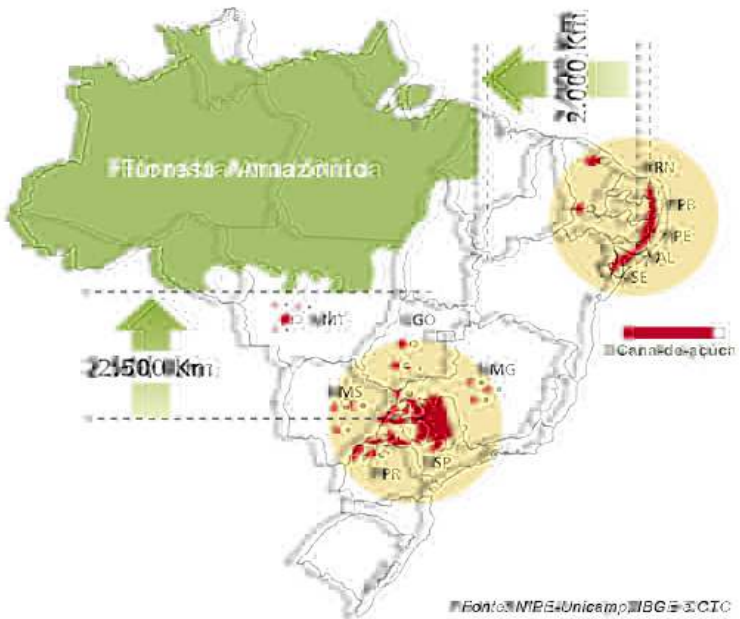 2.000 Km
Floresta Amazônica
RN
PB
PE
AL
SE
MT
GO
Cana-de-açúcar
2.500 Km
MG
MS
SP
PR
Fonte: NIPE-Unicamp, IBGE e CTC